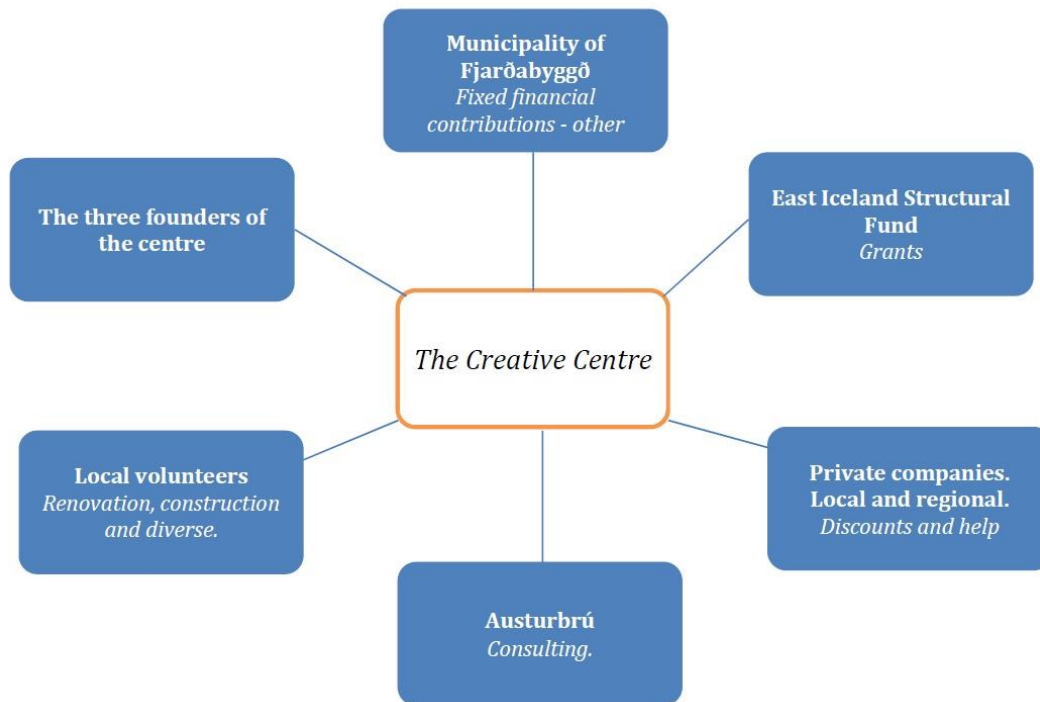 Municipality of
Fjarðabyggð
Fixed financial
contributions - other
The three founders of
the centre
East Iceland Structural
Fund
Grants
The Creative Centre
Local volunteers
Renovation, construction
and diverse.
Private companies.
Local and regional.
Discounts and help
Austurbrú
Consulting.